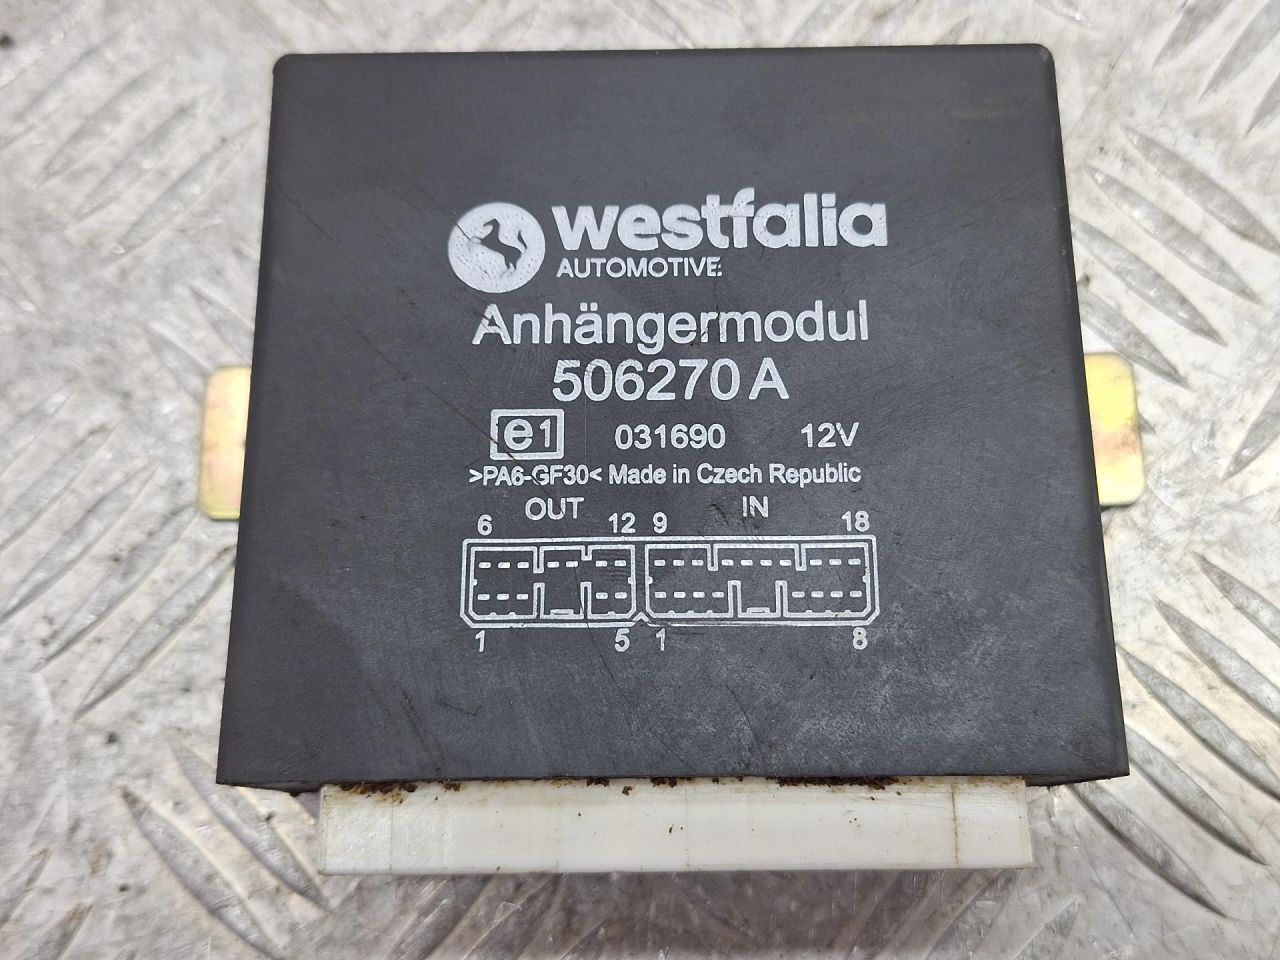 westfalia
AUTOMOTIVE
Anhängermodul
506270 A
e1 031690 12V
>PA6-GF30< Made in Czech Republic
OUT IN
6 12 9 18
1 5 1 8